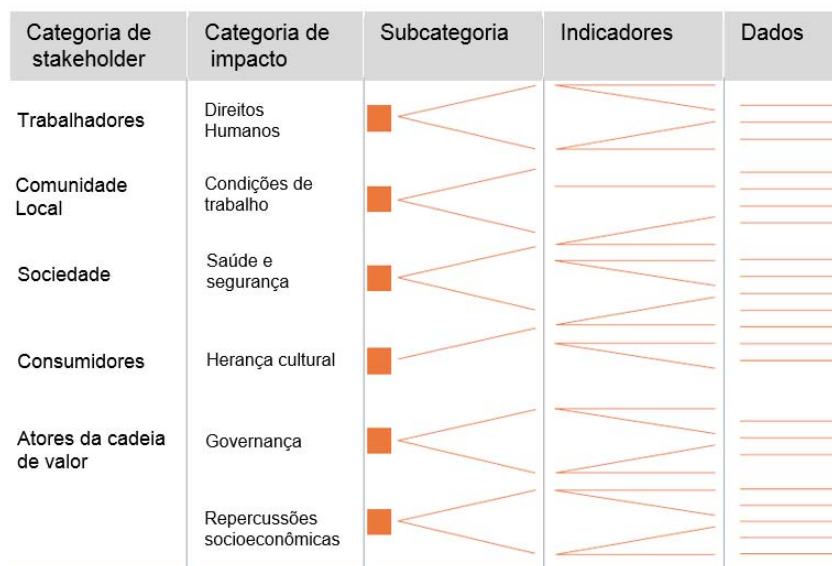 Categoria de
stakeholder
Categoria de
impacto
Subcategoria
Indicadores
Dados
Trabalhadores
Direitos
Humanos
Comunidade
Local
Condições de
trabalho
Sociedade
Saúde e
segurança
Consumidores
Herança cultural
Atores da cadeia
de valor
Governança
Repercussões
socioeconômicas